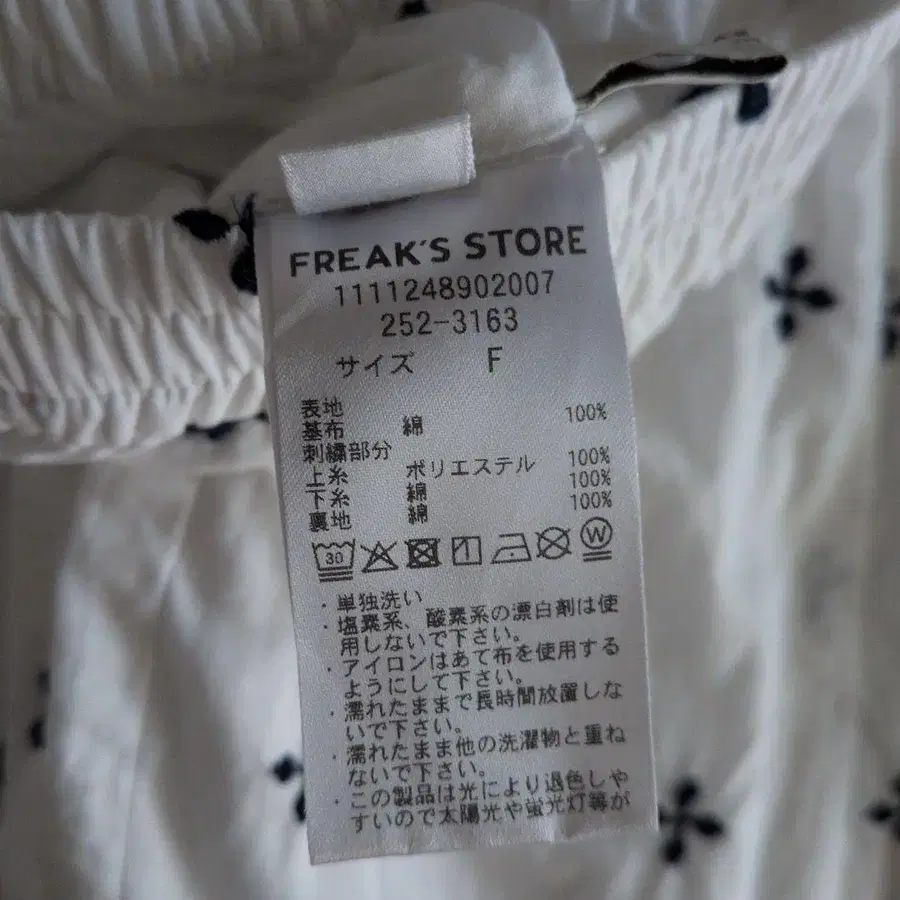 FREAK'S STORE
1111248902007
252-3163
サイズ F
表地
基布 綿 100%
刺繍部分
上糸 ポリエステル 100%
下糸 綿 100%
裏地 綿 100%
30 W
・単独洗い
・塩素系、酸素系の漂白剤は使
用しないで下さい。
・アイロンはあて布を使用する
ようにして下さい。
・濡れたままで長時間放置しな
いで下さい。
・濡れたまま他の洗濯物と重ね
ないで下さい。
・この製品は光により退色しや
すいので太陽光や蛍光灯等が